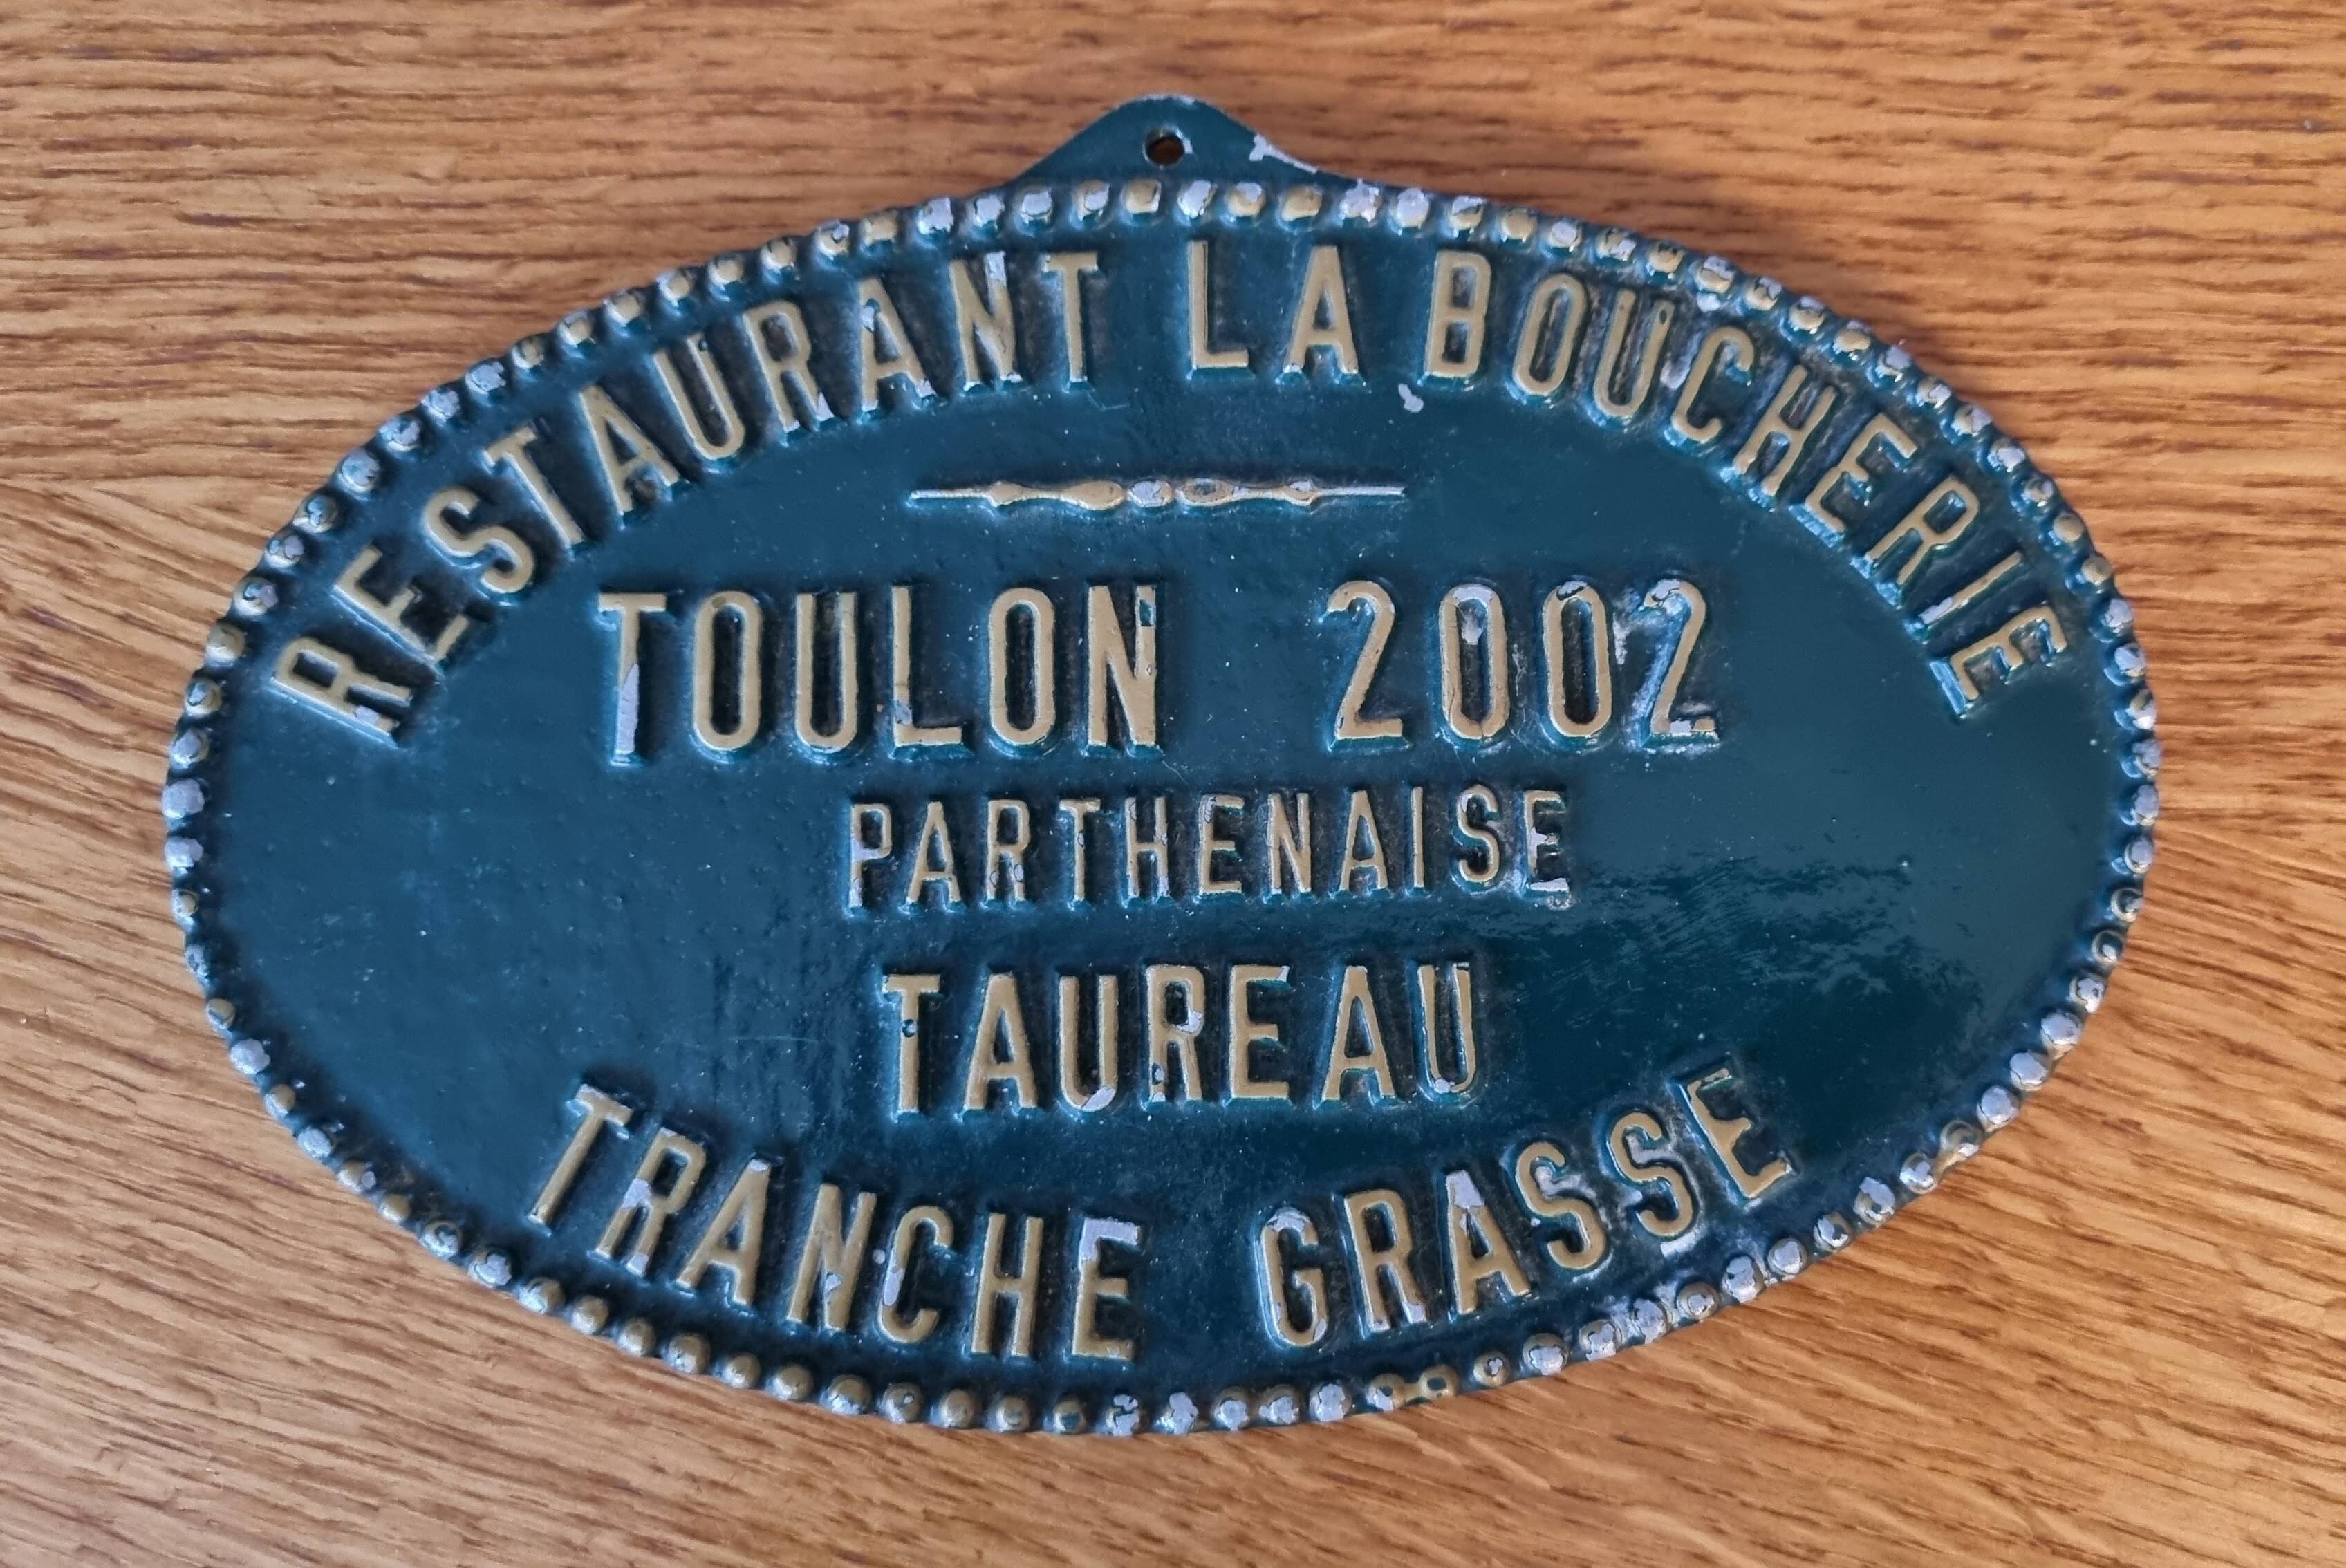 RESTAURANT LA BOUCHERIE
TOULON 2002
PARTHENAISE
TAUREAU
TRANCHE GRASSE